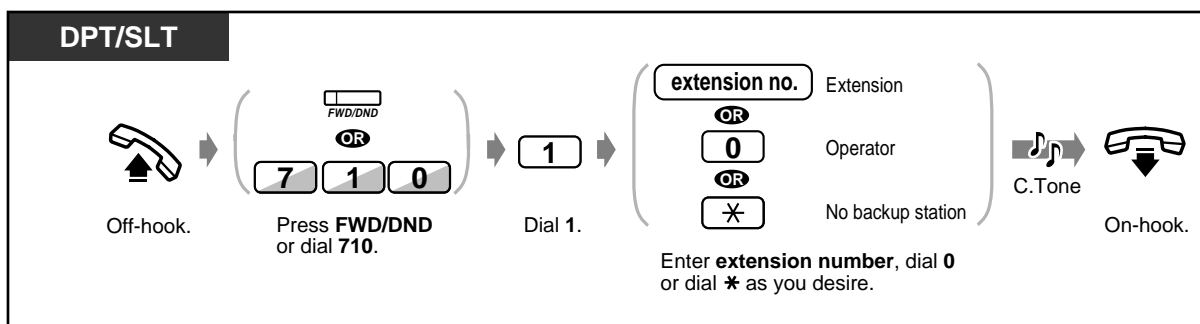 DPT/SLT
FWD/DND
OR
7 1 0
1
extension no. Extension
OR
0 Operator
OR
* No backup station
C.Tone
Off-hook.
Press FWD/DND
or dial 710.
Dial 1.
Enter extension number, dial 0
or dial * as you desire.
On-hook.